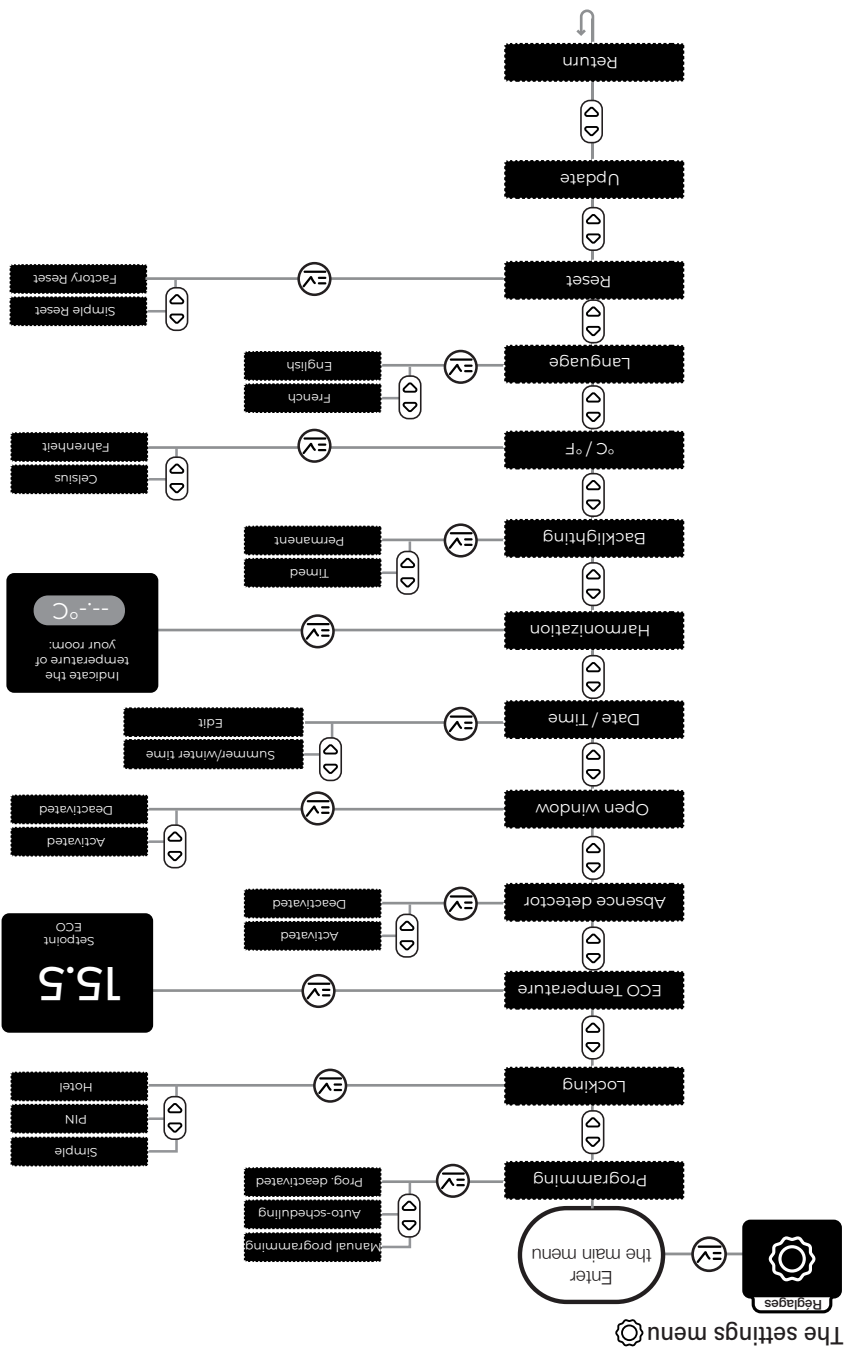 The settings menu
Réglages
Enter
the main menu
Programming
Manual programming
Auto-scheduling
Prog. deactivated
Locking
Simple
PIN
Hotel
ECO Temperature
15.5
Setpoint
ECO
Absence detector
Activated
Deactivated
Open window
Activated
Deactivated
Date / Time
Summer/winter time
Edit
Harmonization
Indicate the
temperature of
your room:
--.-°C
Backlighting
Timed
Permanent
°C / °F
Celsius
Fahrenheit
Language
French
English
Reset
Simple Reset
Factory Reset
Update
Return